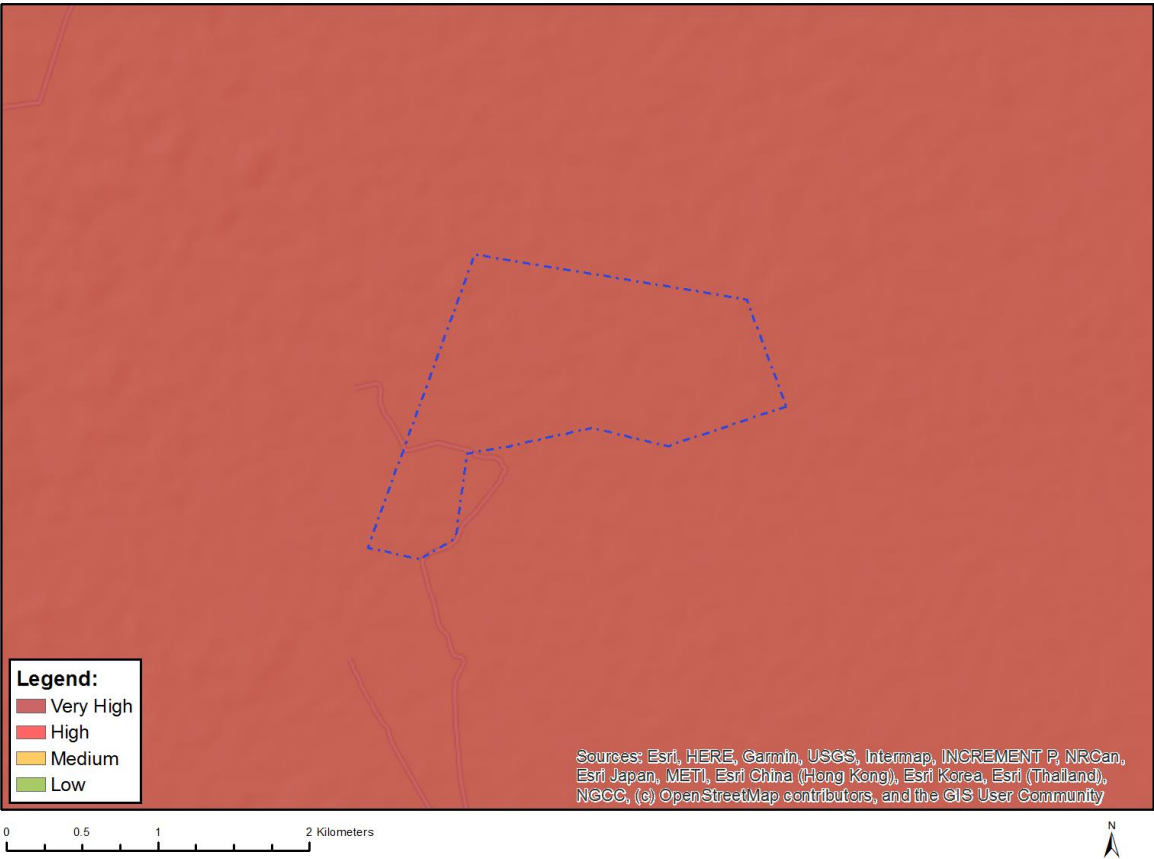 Legend:
Very High
High
Medium
Low
Sources: Esri, HERE, Garmin, USGS, Intermap, INCREMENT P, NRCan,
Esri Japan, METI, Esri China (Hong Kong), Esri Korea, Esri (Thailand),
NGCC, (c) OpenStreetMap contributors, and the GIS User Community
0 0.5 1 2 Kilometers
N